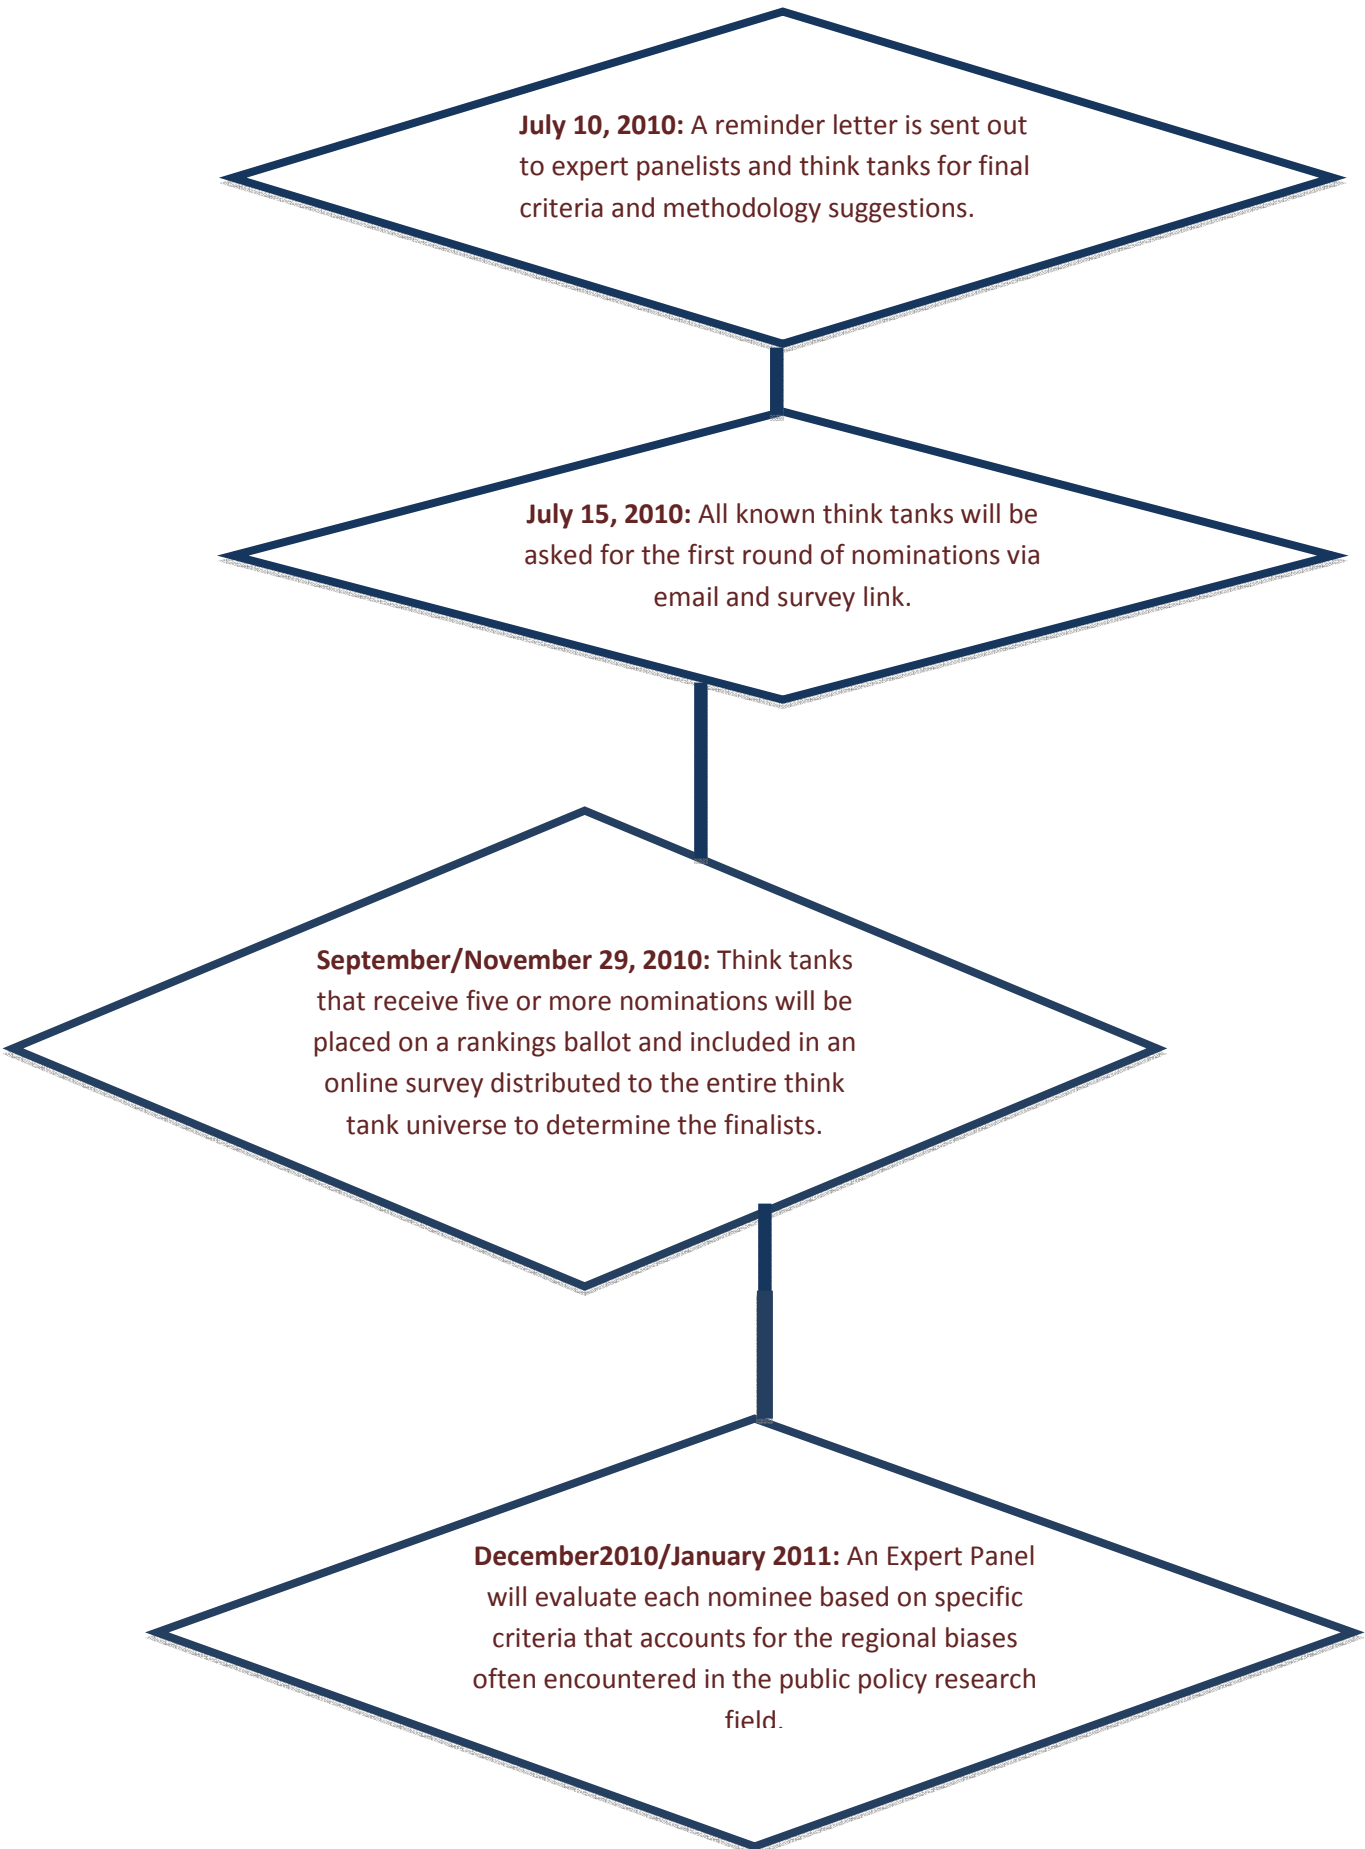 July 10, 2010: A reminder letter is sent out
to expert panelists and think tanks for final
criteria and methodology suggestions.
July 15, 2010: All known think tanks will be
asked for the first round of nominations via
email and survey link.
September/November 29, 2010: Think tanks
that receive five or more nominations will be
placed on a rankings ballot and included in an
online survey distributed to the entire think
tank universe to determine the finalists.
December2010/January 2011: An Expert Panel
will evaluate each nominee based on specific
criteria that accounts for the regional biases
often encountered in the public policy research
field.